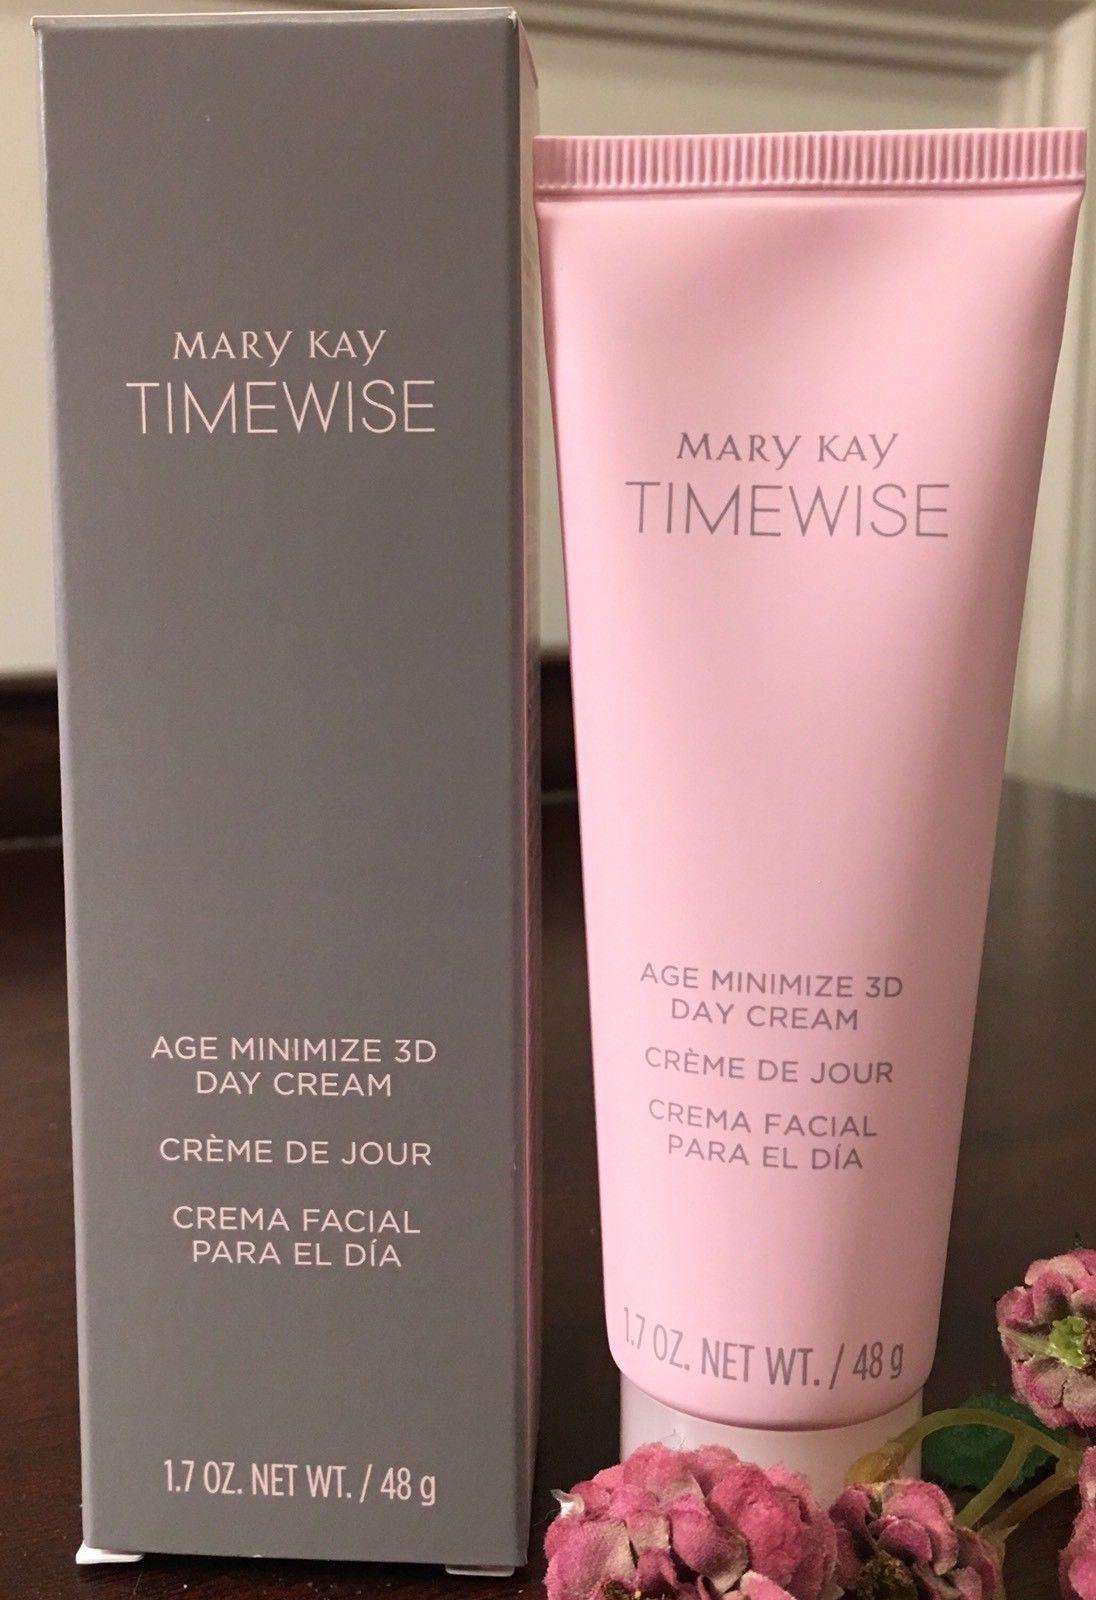 MARY KAY
TIMEWISE
AGE MINIMIZE 3D
DAY CREAM
CRÈME DE JOUR
CREMA FACIAL
PARA EL DÍA
1.7 OZ. NET WT. / 48 g
MARY KAY
TIMEWISE
AGE MINIMIZE 3D
DAY CREAM
CRÈME DE JOUR
CREMA FACIAL
PARA EL DÍA
1.7 OZ. NET WT. / 48 g